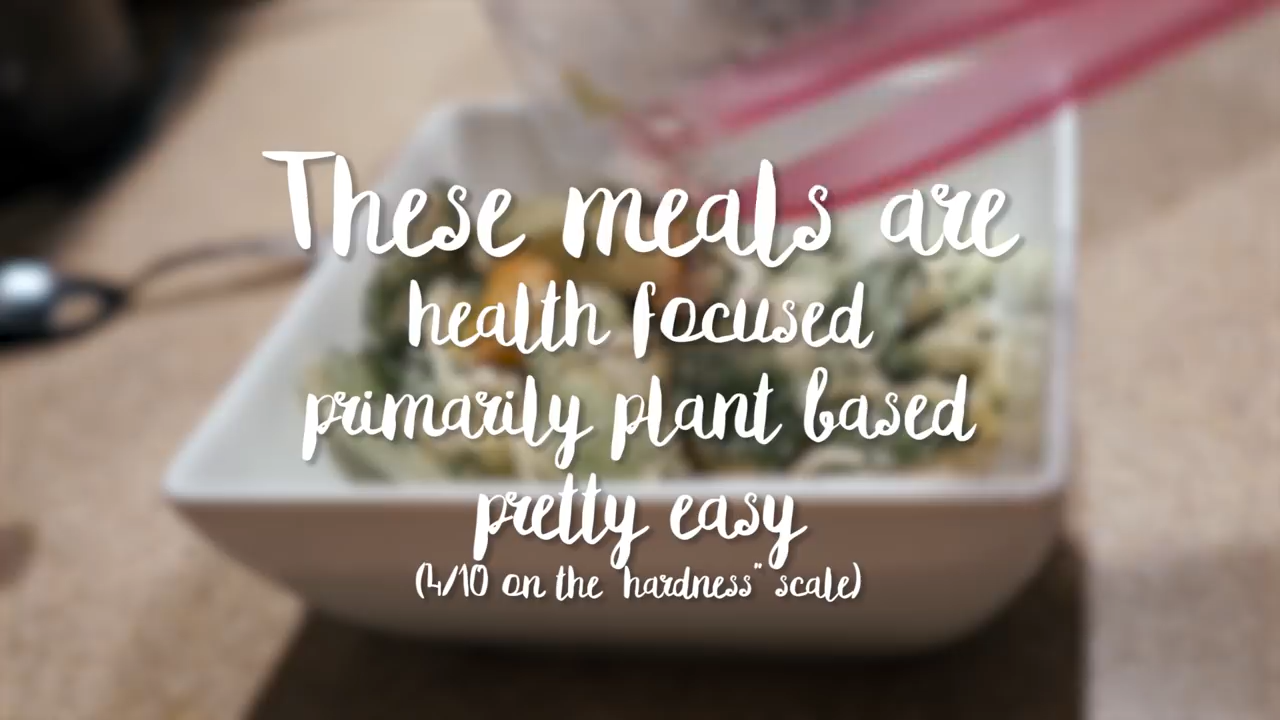 These meals are
health focused
primarily plant based
pretty easy
(4/10 on the "hardness" scale)